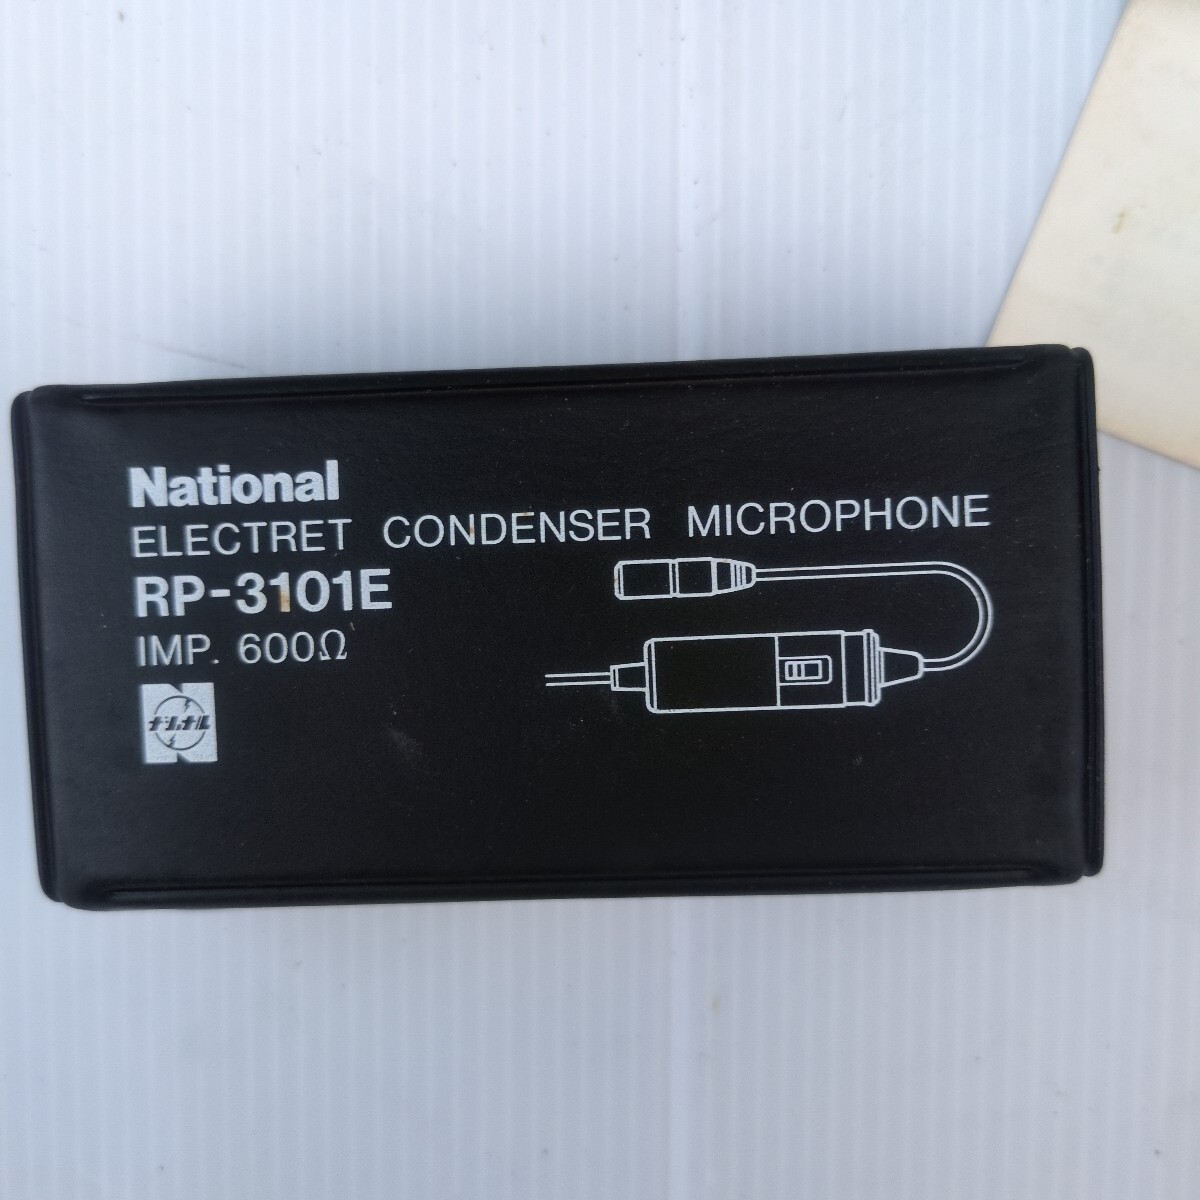 National
ELECTRET CONDENSER MICROPHONE
RP-3101E
IMP. 600Ω
ナショナル